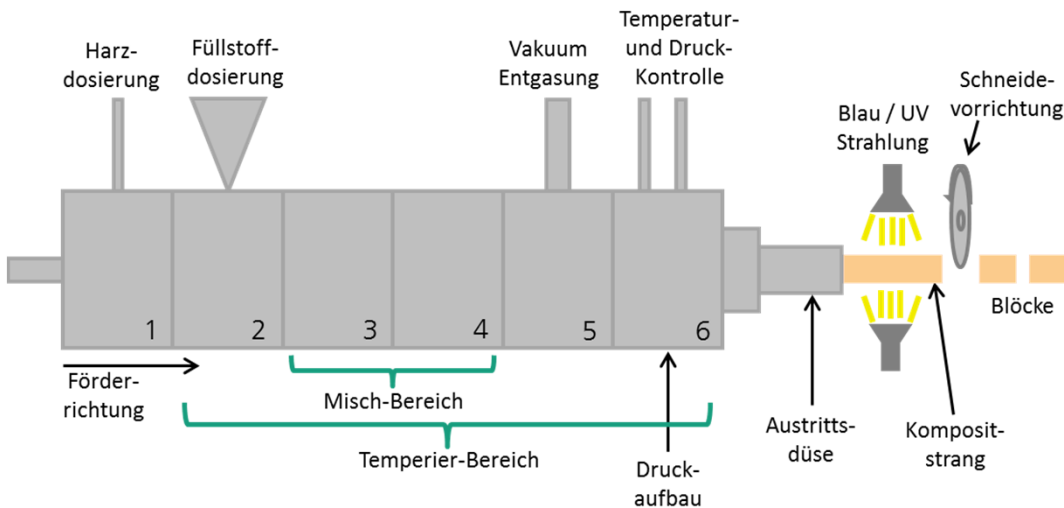 Harz-
dosierung
Füllstoff-
dosierung
Vakuum
Entgasung
Temperatur-
und Druck-
Kontrolle
Blau / UV
Strahlung
Schneide-
vorrichtung
1
2
3
4
5
6
Blöcke
Förder-
richtung
Misch-Bereich
Temperier-Bereich
Druck-
aufbau
Austritts-
düse
Komposit-
strang